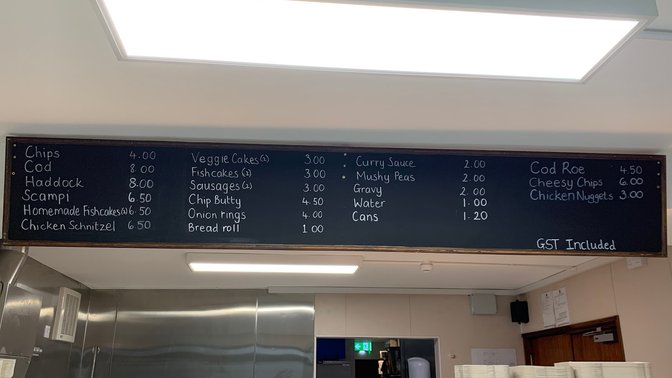 Chips 4.00
Cod 8.00
Haddock 8.00
Scampi 6.50
Homemade Fishcakes(2) 6.50
Chicken Schnitzel 6.50
Veggie Cakes(2) 3.00
Fishcakes(2) 3.00
Sausages(2) 3.00
Chip Butty 4.50
Onion rings 4.00
Bread roll 1.00
Curry Sauce 2.00
Mushy Peas 2.00
Gravy 2.00
Water 1.00
Cans 1.20
Cod Roe 4.50
Cheesy Chips 6.00
Chicken Nuggets 3.00
GST Included